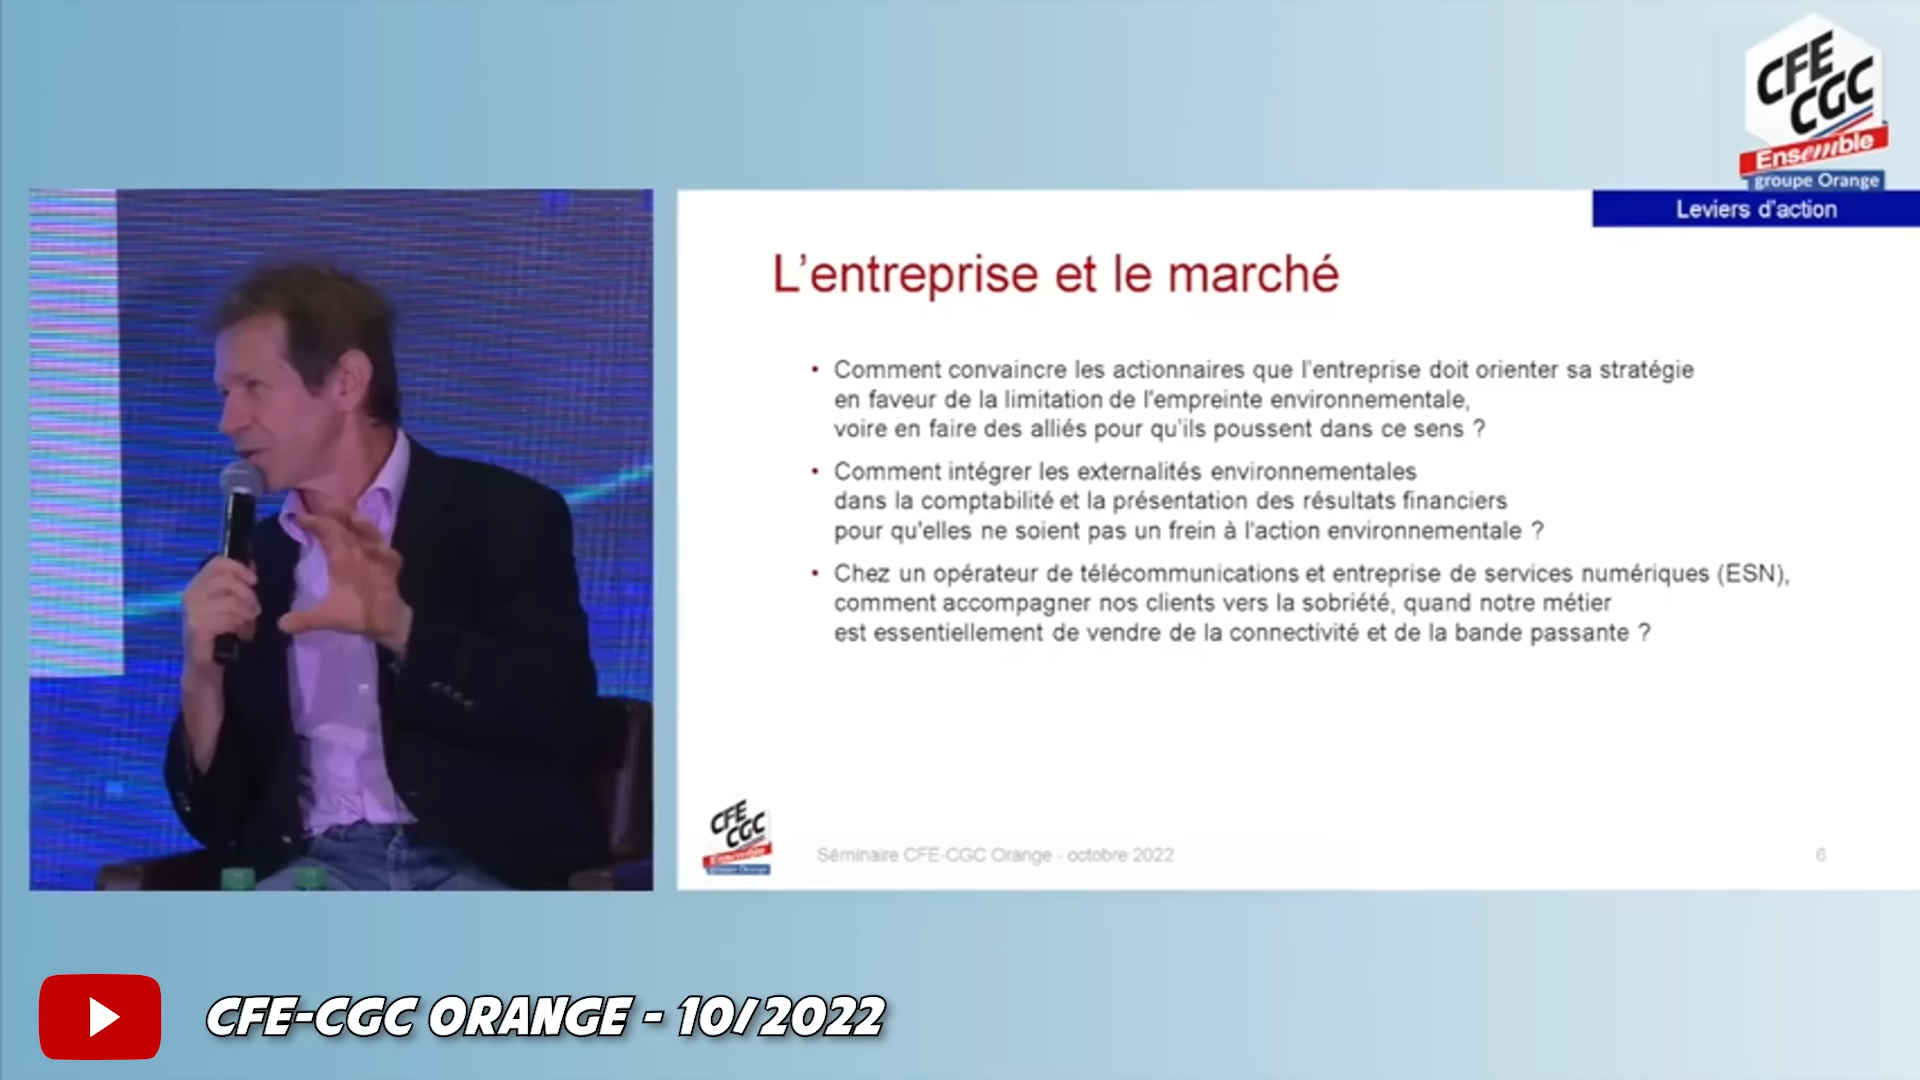 CFE
CGC
Ensemble
groupe Orange
Leviers d'action
L'entreprise et le marché
• Comment convaincre les actionnaires que l'entreprise doit orienter sa stratégie
en faveur de la limitation de l'empreinte environnementale,
voire en faire des alliés pour qu'ils poussent dans ce sens ?
• Comment intégrer les externalités environnementales
dans la comptabilité et la présentation des résultats financiers
pour qu'elles ne soient pas un frein à l'action environnementale ?
• Chez un opérateur de télécommunications et entreprise de services numériques (ESN),
comment accompagner nos clients vers la sobriété, quand notre métier
est essentiellement de vendre de la connectivité et de la bande passante ?
CFE
CGC
Ensemble
groupe Orange
Séminaire CFE-CGC Orange - octobre 2022
6
CFE-CGC ORANGE - 10/2022